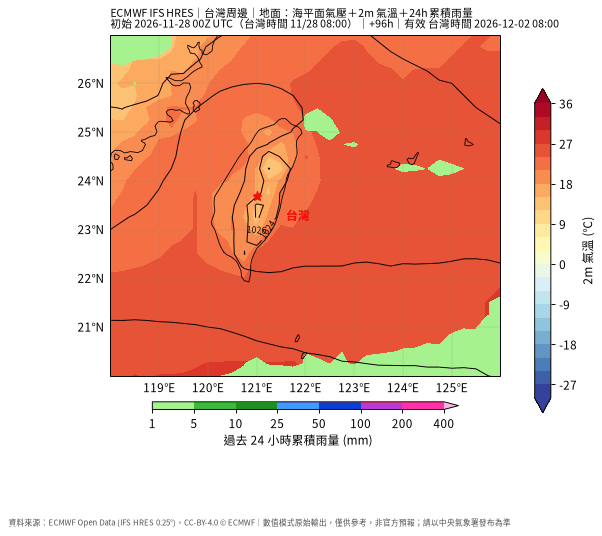 ECMWF IFS HRES｜台灣周邊｜地面：海平面氣壓＋2m 氣溫＋24h 累積雨量
初始 2026-11-28 00Z UTC（台灣時間 11/28 08:00）｜+96h｜有效 台灣時間 2026-12-02 08:00
26°N
25°N
24°N
23°N
22°N
21°N
台灣
1026
1024
119°E 120°E 121°E 122°E 123°E 124°E 125°E
36
27
18
9
0
-9
-18
-27
2m 氣溫 (°C)
1 5 10 25 50 100 200 400
過去 24 小時累積雨量 (mm)
資料來源：ECMWF Open Data (IFS HRES 0.25°)，CC-BY-4.0 © ECMWF｜數值模式原始輸出，僅供參考，非官方預報；請以中央氣象署發布為準